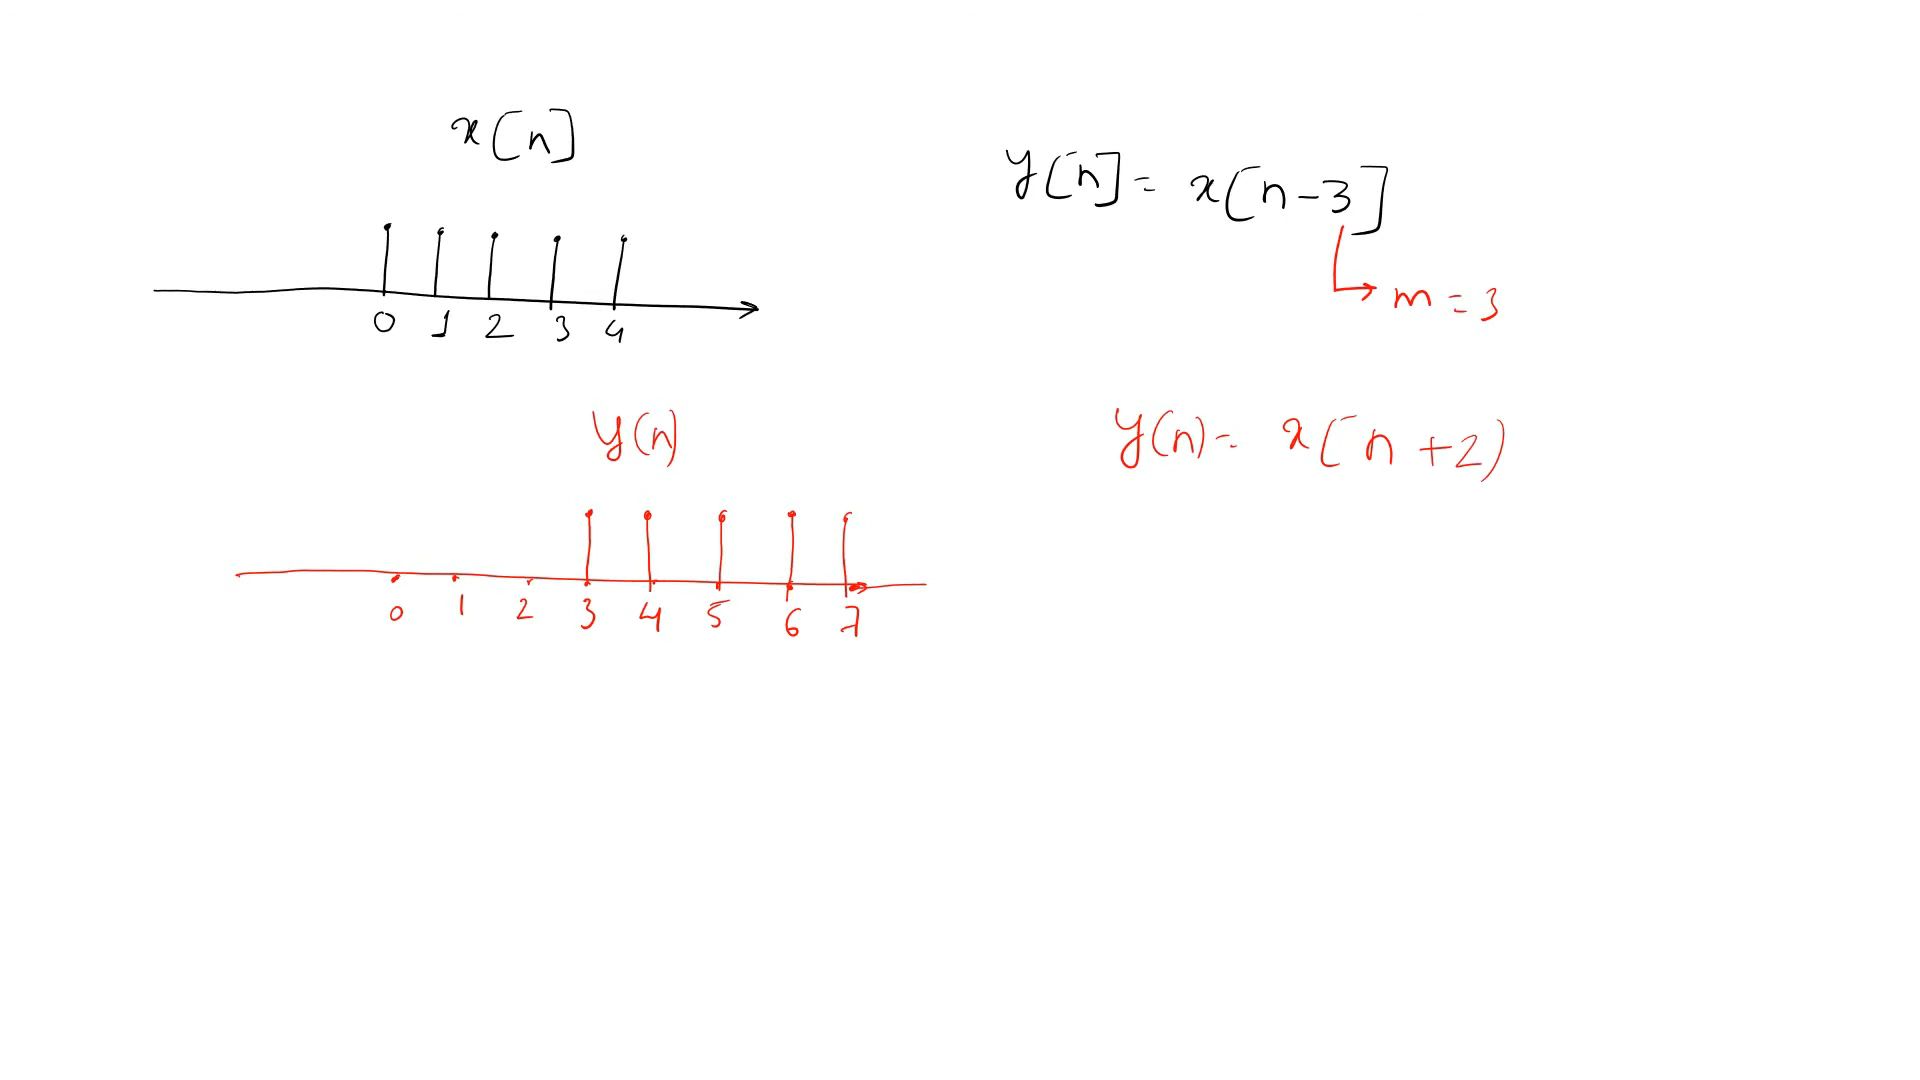 x[n]
y[n] = x[n-3]
m = 3
0 1 2 3 4
y(n)
y(n) = x[n+2)
0 1 2 3 4 5 6 7